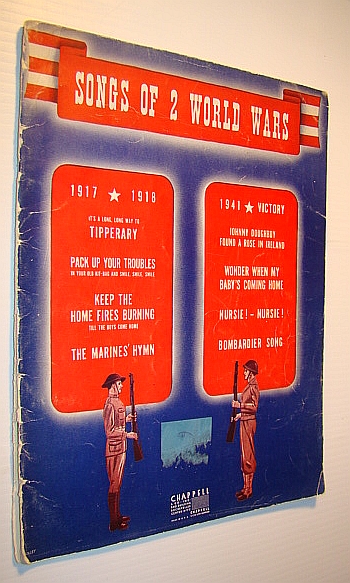 SONGS OF 2 WORLD WARS
1917 ★ 1918
IT'S A LONG, LONG WAY TO
TIPPERARY
PACK UP YOUR TROUBLES
IN YOUR OLD KIT-BAG AND SMILE, SMILE, SMILE
KEEP THE
HOME FIRES BURNING
TILL THE BOYS COME HOME
THE MARINES' HYMN
1941 ★ VICTORY
JOHNNY DOUGHBOY
FOUND A ROSE IN IRELAND
WONDER WHEN MY
BABY'S COMING HOME
NURSIE! - NURSIE!
BOMBARDIER SONG
CHAPPELL